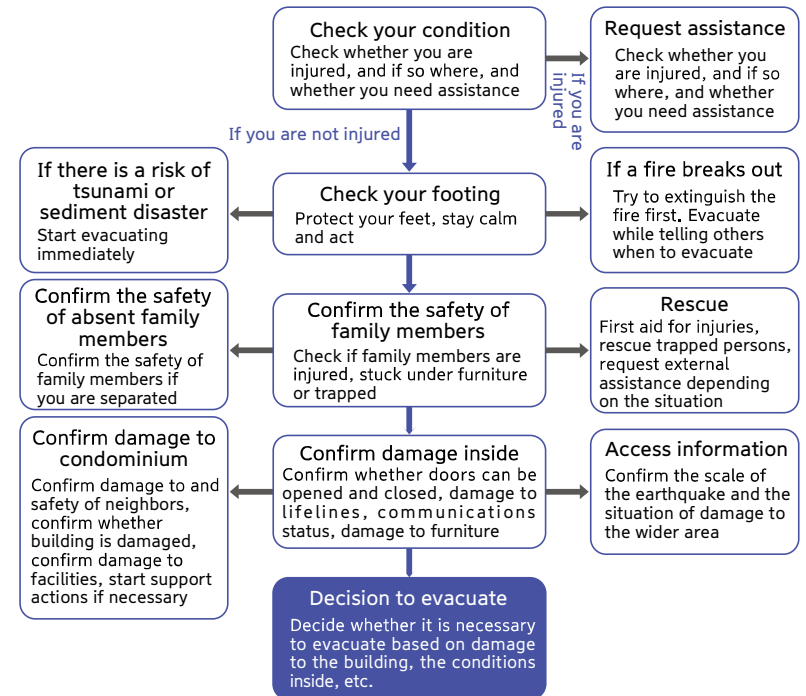 Check your condition
Check whether you are
injured, and if so where, and
whether you need assistance
Request assistance
Check whether you
are injured, and if so
where, and whether
you need assistance
If you are
injured
If you are not injured
If there is a risk of
tsunami or
sediment disaster
Start evacuating
immediately
Check your footing
Protect your feet, stay calm
and act
If a fire breaks out
Try to extinguish the
fire first. Evacuate
while telling others
when to evacuate
Confirm the safety
of absent family
members
Confirm the safety of
family members if
you are separated
Confirm the safety of
family members
Check if family members are
injured, stuck under furniture
or trapped
Rescue
First aid for injuries,
rescue trapped persons,
request external
assistance depending
on the situation
Confirm damage to
condominium
Confirm damage to and
safety of neighbors,
confirm whether
building is damaged,
confirm damage to
facilities, start support
actions if necessary
Confirm damage inside
Confirm whether doors can be
opened and closed, damage to
lifelines, communications
status, damage to furniture
Access information
Confirm the scale of
the earthquake and the
situation of damage to
the wider area
Decision to evacuate
Decide whether it is necessary
to evacuate based on damage
to the building, the conditions
inside, etc.